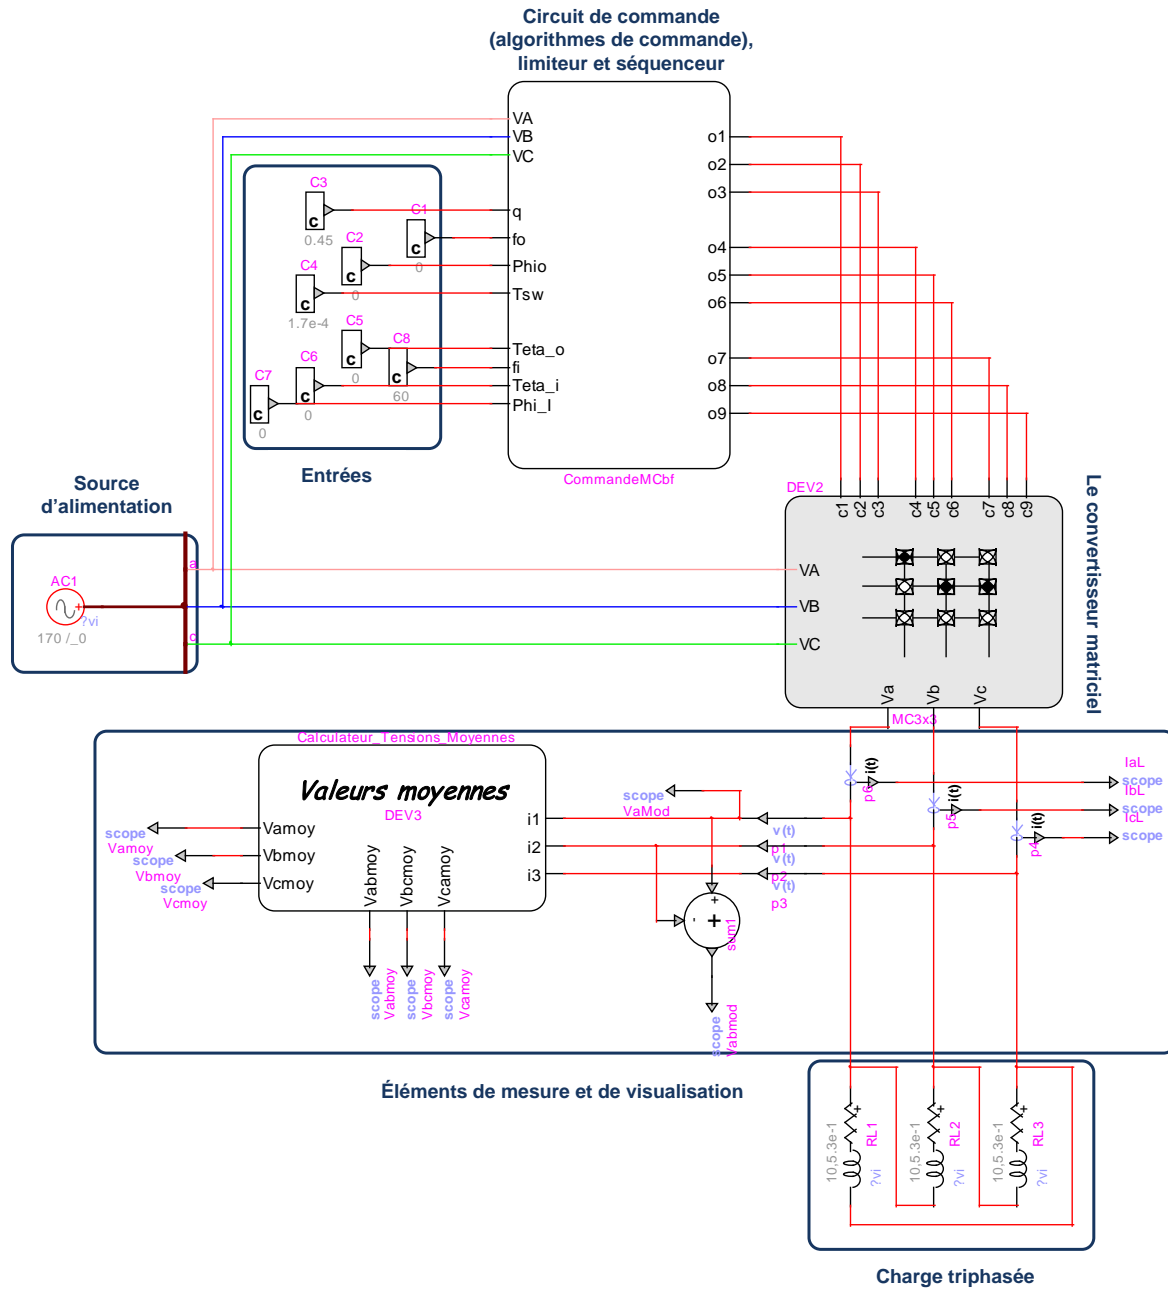 Circuit de commande
(algorithmes de commande),
limiteur et séquenceur
VA
VB
VC
q
fo
Phio
Tsw
Teta_o
fi
Teta_i
Phi_I
o1
o2
o3
o4
o5
o6
o7
o8
o9
CommandeMCbf
C3
c
0.45
C1
c
0
C2
c
0
C4
c
1.7e-4
C5
c
0
C8
c
60
C6
c
0
C7
c
0
Entrées
Source
d'alimentation
AC1
+
?vi
170 /_0
a
c
DEV2
c1
c2
c3
c4
c5
c6
c7
c8
c9
VA
VB
VC
Va
Vb
Vc
MC3x3
Le convertisseur matriciel
Calculateur_Tensions_Moyennes
Valeurs moyennes
DEV3
Vamoy
Vbmoy
Vcmoy
i1
i2
i3
Vabmoy
Vbcmoy
Vcamoy
scope
Vamoy
scope
Vbmoy
scope
Vcmoy
scope
Vabmoy
scope
Vbcmoy
scope
Vcamoy
scope
VaMod
v(t)
p1
v(t)
p2
v(t)
p3
+
-
+
sum1
scope
Vabmod
i(t)
p6
i(t)
p5
i(t)
p4
IaL
scope
IbL
scope
IcL
scope
Éléments de mesure et de visualisation
10,5.3e-1
+
RL1
?vi
10,5.3e-1
+
RL2
?vi
10,5.3e-1
+
RL3
?vi
Charge triphasée